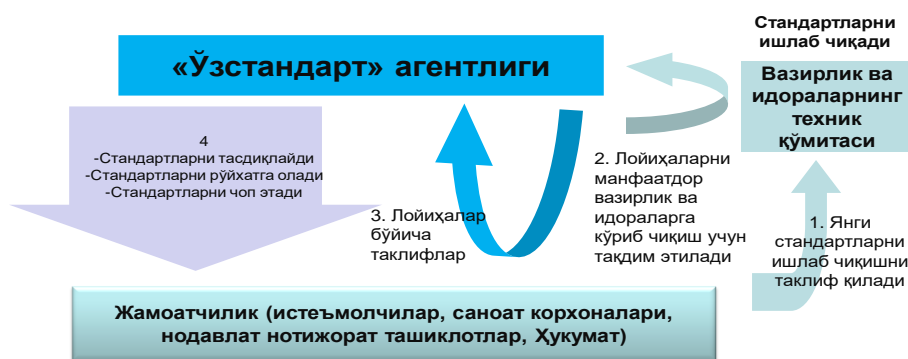 Стандартларни
ишлаб чиқади
«Ўзстандарт» агентлиги
Вазирлик ва
идораларнинг
техник
қўмитаси
4
-Стандартларни тасдиқлайди
-Стандартларни рўйхатга олади
-Стандартларни чоп этади
3. Лойиҳалар
бўйича
таклифлар
2. Лойиҳаларни
манфаатдор
вазирлик ва
идораларга
кўриб чиқиш учун
тақдим этилади
1. Янги
стандартларни
ишлаб чиқишни
таклиф қилади
Жамоатчилик (истеъмолчилар, саноат корхоналари,
нодавлат нотижорат ташиклотлар, Ҳукумат)